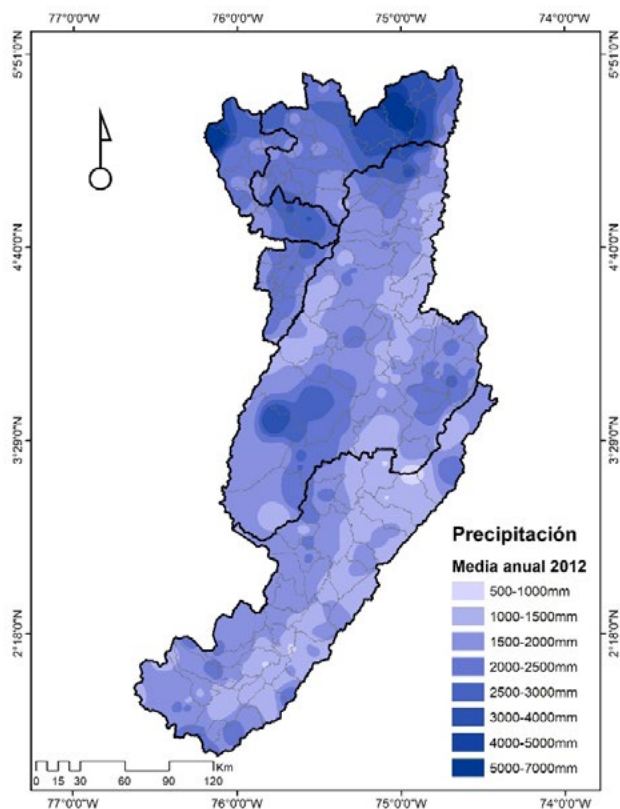 77°0'0"W 76°0'0"W 75°0'0"W 74°0'0"W
5°51'0"N 5°51'0"N
4°40'0"N 4°40'0"N
3°29'0"N 3°29'0"N
Precipitación
Media anual 2012
500-1000mm
1000-1500mm
1500-2000mm
2°18'0"N 2°18'0"N
2000-2500mm
2500-3000mm
3000-4000mm
4000-5000mm
5000-7000mm
Km
0 15 30 60 90 120
77°0'0"W 76°0'0"W 75°0'0"W 74°0'0"W